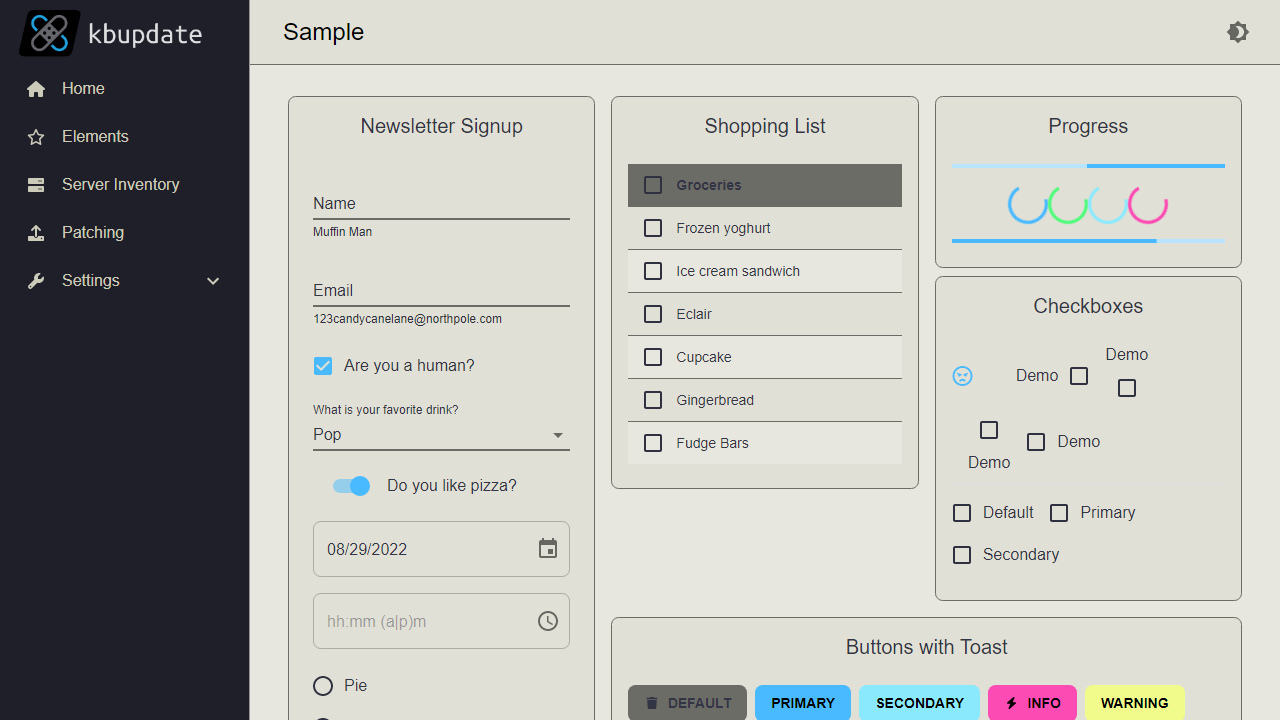 kbupdate
Home
Elements
Server Inventory
Patching
Settings
Sample
Newsletter Signup
Name
Muffin Man
Email
123candycanelane@northpole.com
Are you a human?
What is your favorite drink?
Pop
Do you like pizza?
08/29/2022
hh:mm (a|p)m
Pie
Shopping List
Groceries
Frozen yoghurt
Ice cream sandwich
Eclair
Cupcake
Gingerbread
Fudge Bars
Progress
Checkboxes
Demo
Demo
Demo
Demo
Default Primary
Secondary
Buttons with Toast
DEFAULT PRIMARY SECONDARY INFO WARNING